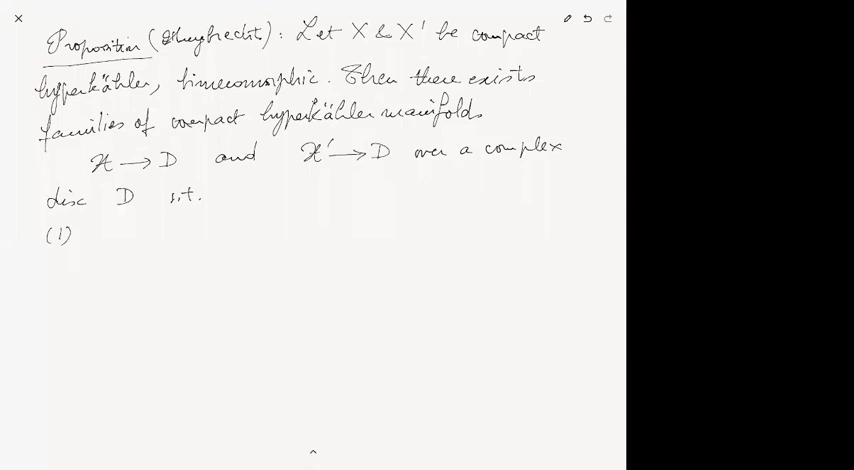 Proposition (Huybrechts): Let X & X' be compact
hyperkähler, bimeromorphic. Then there exists
families of compact hyperkähler manifolds
𝒳 → D and 𝒳' → D over a complex
disc D s.t.
(1)